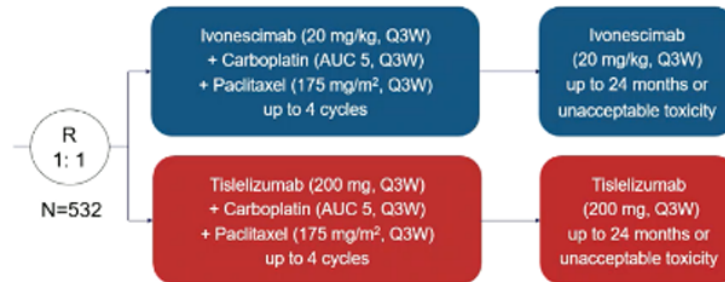 R
1: 1
N=532
Ivonescimab (20 mg/kg, Q3W)
+ Carboplatin (AUC 5, Q3W)
+ Paclitaxel (175 mg/m², Q3W)
up to 4 cycles
Ivonescimab
(20 mg/kg, Q3W)
up to 24 months or
unacceptable toxicity
Tislelizumab (200 mg, Q3W)
+ Carboplatin (AUC 5, Q3W)
+ Paclitaxel (175 mg/m², Q3W)
up to 4 cycles
Tislelizumab
(200 mg, Q3W)
up to 24 months or
unacceptable toxicity